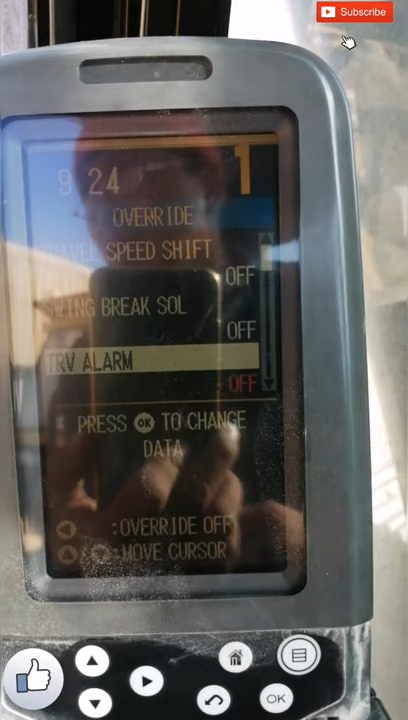 Subscribe
9 24
1
OVERRIDE
TRAVEL SPEED SHIFT
OFF
SWING BREAK SOL
OFF
TRV ALARM
OFF
PRESS OK TO CHANGE
DATA
:OVERRIDE OFF
:MOVE CURSOR
OK